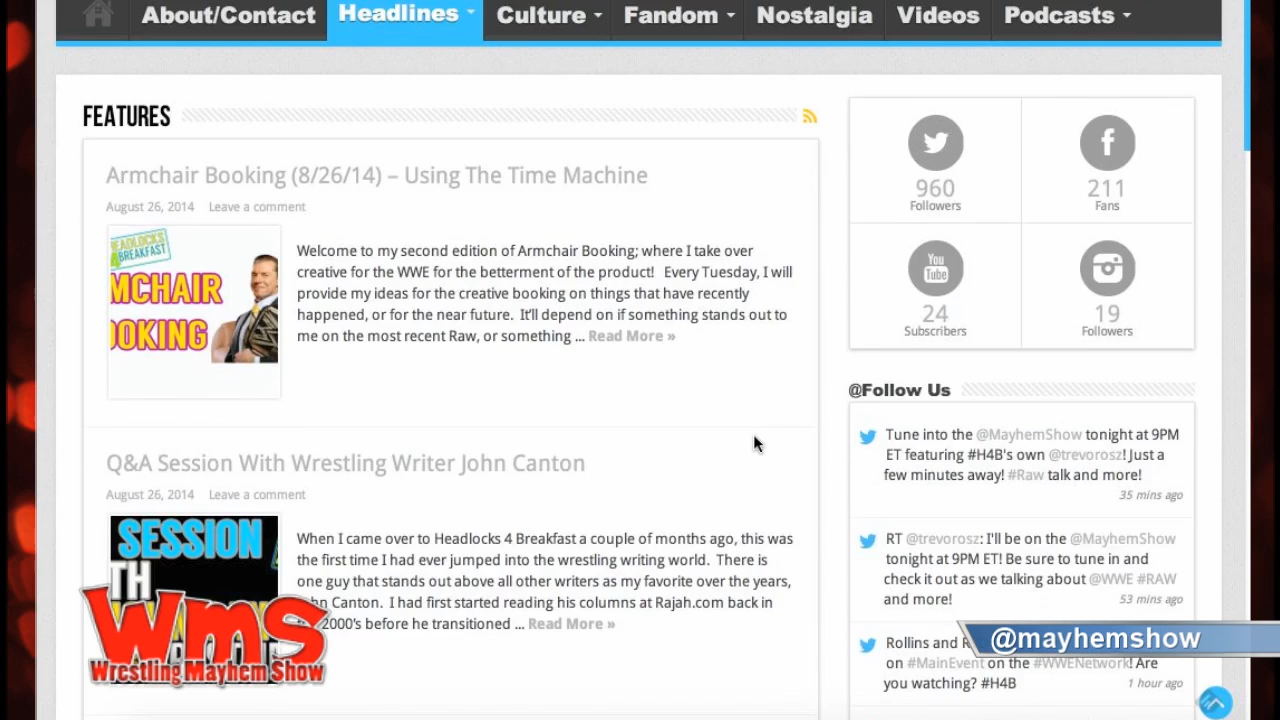 About/Contact Headlines Culture Fandom Nostalgia Videos Podcasts
FEATURES
Armchair Booking (8/26/14) – Using The Time Machine
August 26, 2014 Leave a comment
HEADLOCKS
4 BREAKFAST
MCHAIR
OOKING
Welcome to my second edition of Armchair Booking; where I take over
creative for the WWE for the betterment of the product! Every Tuesday, I will
provide my ideas for the creative booking on things that have recently
happened, or for the near future. It'll depend on if something stands out to
me on the most recent Raw, or something ... Read More »
Q&A Session With Wrestling Writer John Canton
August 26, 2014 Leave a comment
SESSION
TH
When I came over to Headlocks 4 Breakfast a couple of months ago, this was
the first time I had ever jumped into the wrestling writing world. There is
one guy that stands out above all other writers as my favorite over the years,
John Canton. I had first started reading his columns at Rajah.com back in
2000's before he transitioned ... Read More »
wms
Wrestling Mayhem Show
960
Followers
211
Fans
You
Tube
24
Subscribers
19
Followers
@Follow Us
Tune into the @MayhemShow tonight at 9PM
ET featuring #H4B's own @trevorosz! Just a
few minutes away! #Raw talk and more!
35 mins ago
RT @trevorosz: I'll be on the @MayhemShow
tonight at 9PM ET! Be sure to tune in and
check it out as we talking about @WWE #RAW
and more!
53 mins ago
Rollins and
on #MainEvent on the #WWENetwork! Are
you watching? #H4B
1 hour ago
@mayhemshow